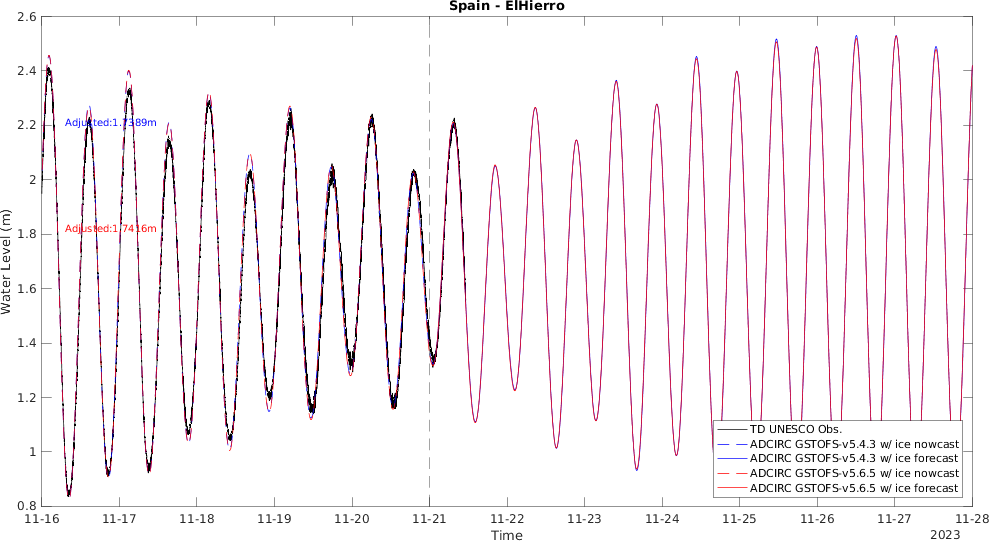 Spain - ElHierro
Water Level (m)
2.6
2.4
2.2
2
1.8
1.6
1.4
1.2
1
0.8
Adjusted:1.7389m
Adjusted:1.7416m
TD UNESCO Obs.
ADCIRC GSTOFS-v5.4.3 w/ ice nowcast
ADCIRC GSTOFS-v5.4.3 w/ ice forecast
ADCIRC GSTOFS-v5.6.5 w/ ice nowcast
ADCIRC GSTOFS-v5.6.5 w/ ice forecast
11-16 11-17 11-18 11-19 11-20 11-21 11-22 11-23 11-24 11-25 11-26 11-27 11-28
Time
2023